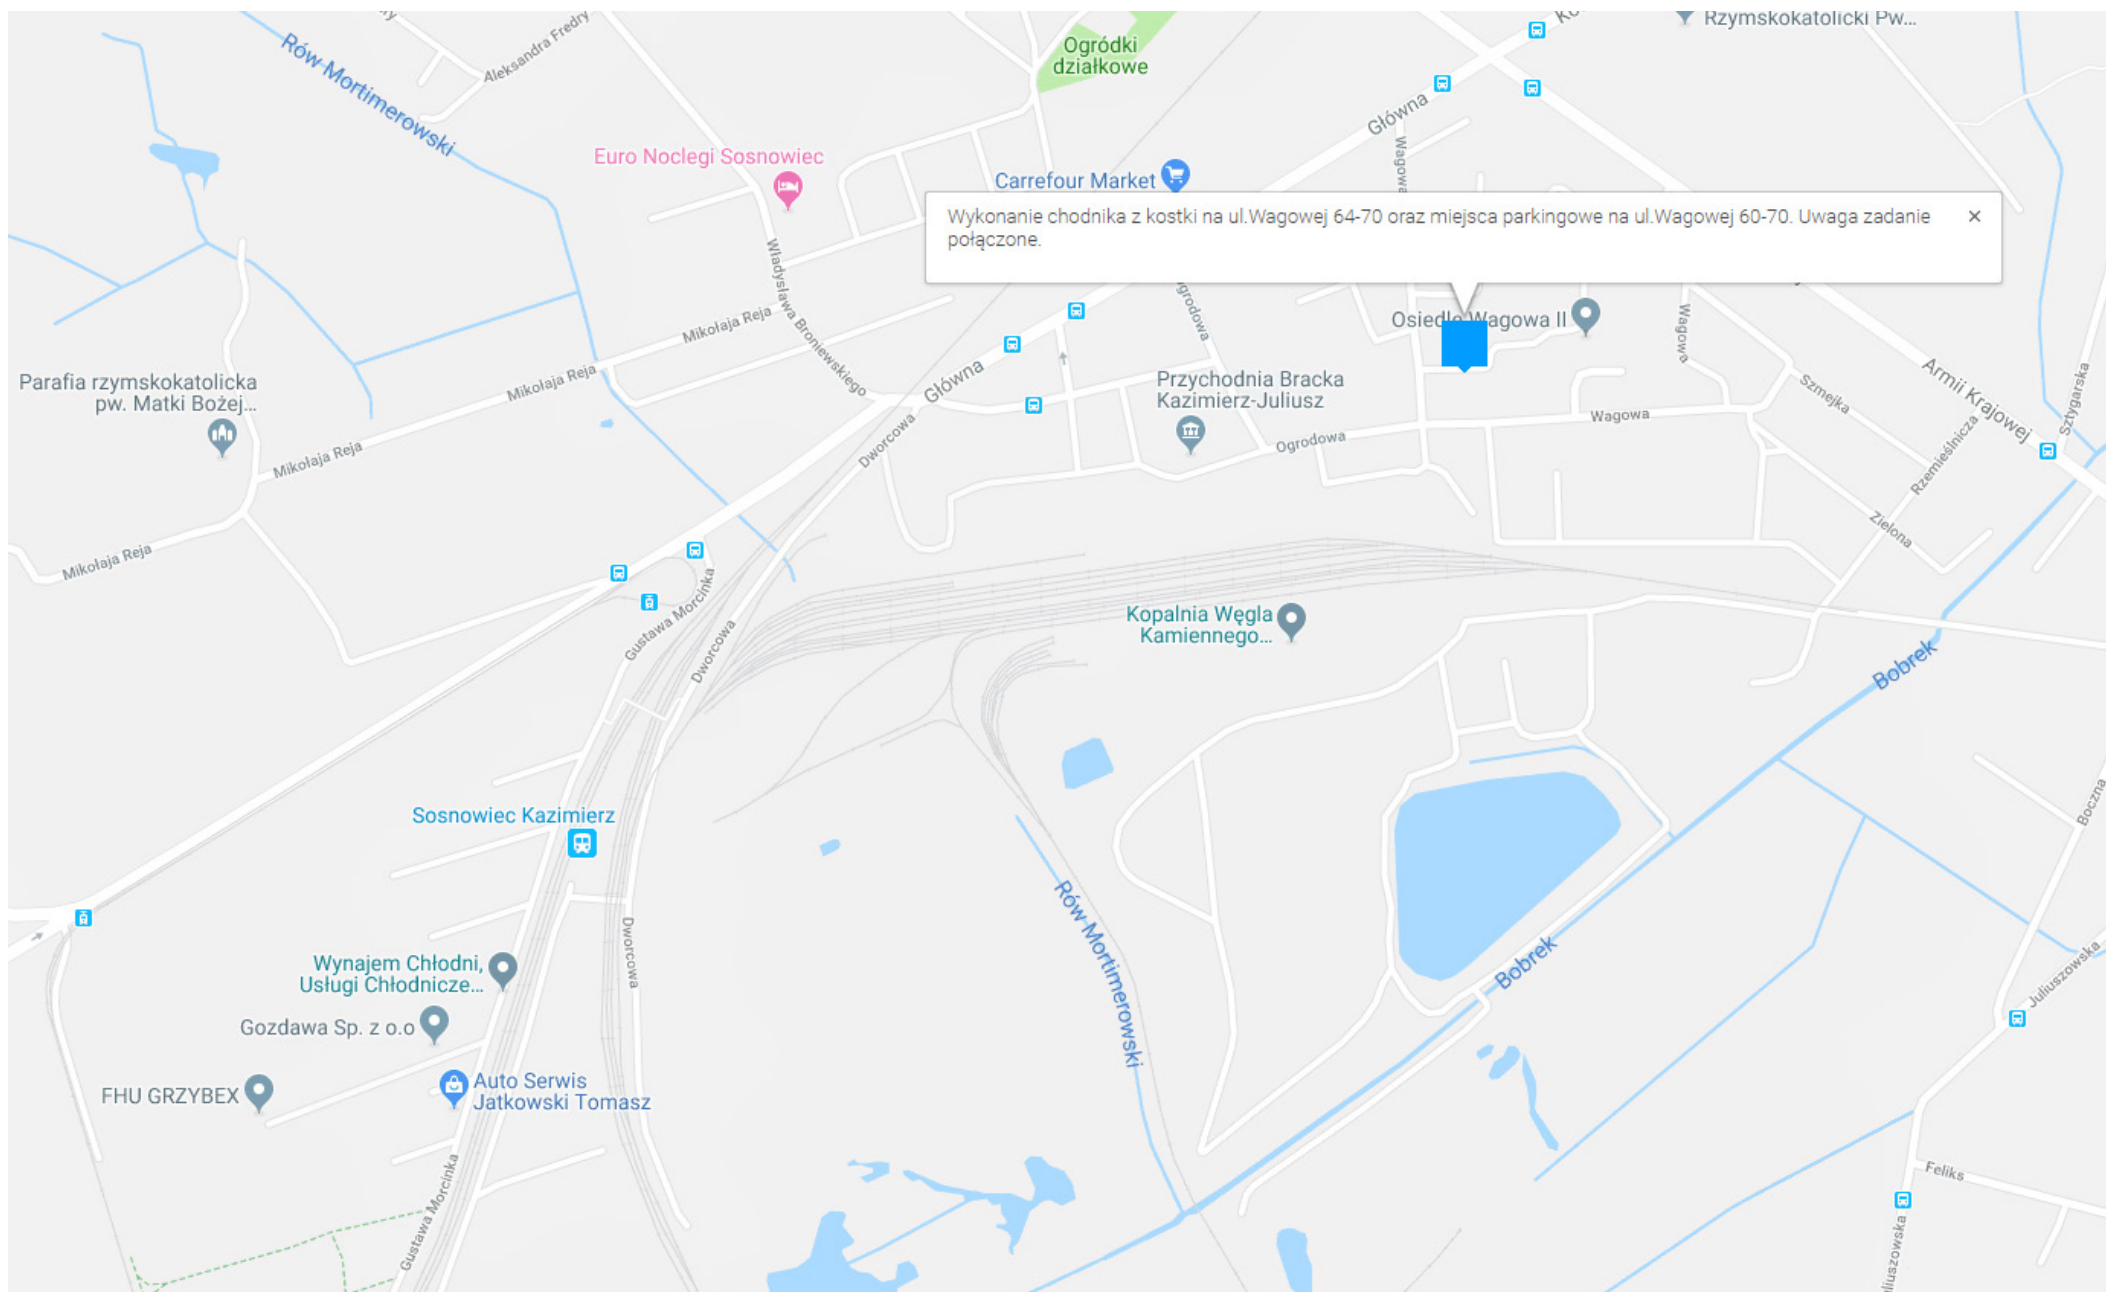 Rzymskokatolicki Pw...
Aleksandra Fredry
Rów Mortimerowski
Ogródki
działkowe
Główna
Wagowa
Euro Noclegi Sosnowiec
Carrefour Market
Wykonanie chodnika z kostki na ul.Wagowej 64-70 oraz miejsca parkingowe na ul.Wagowej 60-70. Uwaga zadanie
połączone.
×
Władysława Broniewskiego
Mikołaja Reja
Osiedle Wagowa II
Wagowa
Mikołaja Reja
Główna
Parafia rzymskokatolicka
pw. Matki Bożej...
Przychodnia Bracka
Kazimierz-Juliusz
Szmejka
Armii Krajowej
Sztygarska
Wagowa
Ogrodowa
Dworcowa
Rzemieślnicza
Mikołaja Reja
Zielona
Mikołaja Reja
Gustawa Morcinka
Dworcowa
Kopalnia Węgla
Kamiennego...
Bobrek
Boczna
Sosnowiec Kazimierz
Rów Mortimerowski
Dworcowa
Bobrek
Juliuszowska
Wynajem Chłodni,
Usługi Chłodnicze...
Gozdawa Sp. z o.o
FHU GRZYBEX
Auto Serwis
Jatkowski Tomasz
Feliks
Gustawa Morcinka